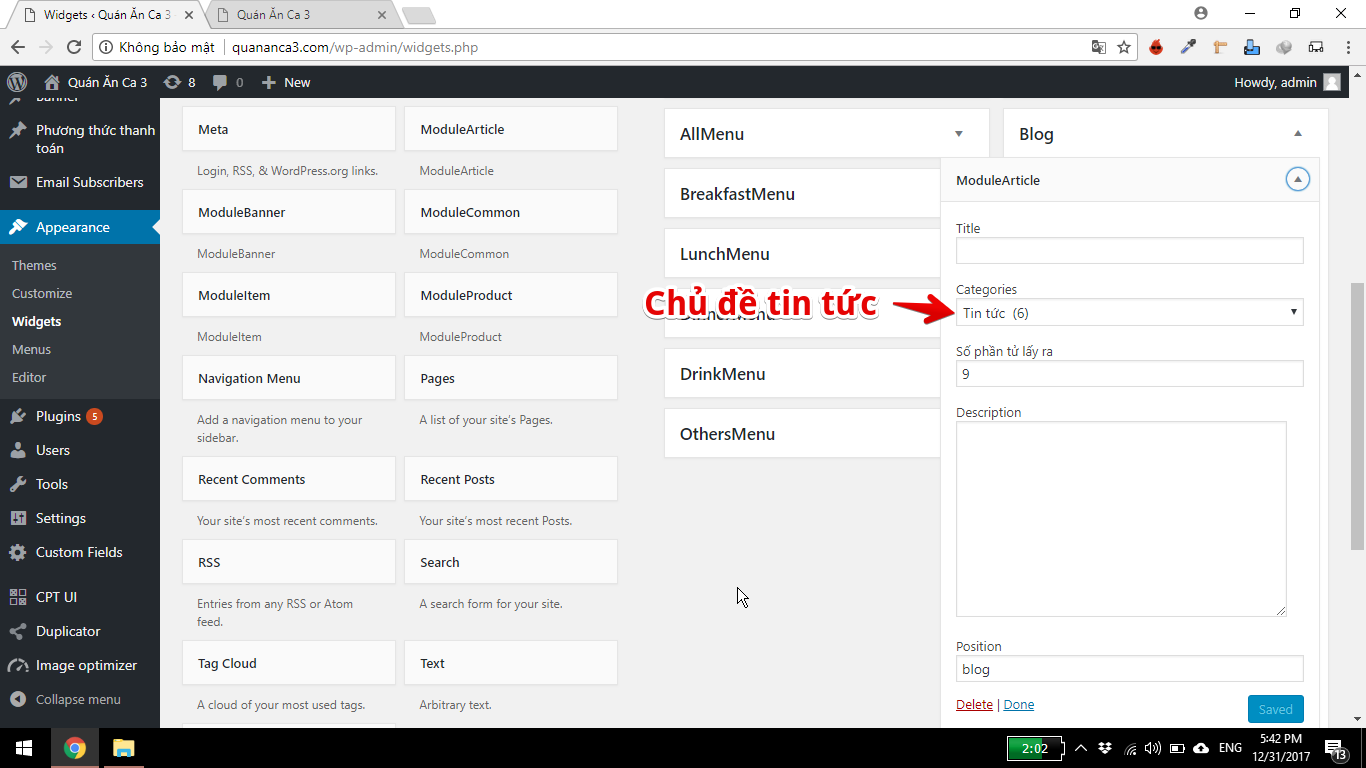 Widgets ‹ Quán Ăn Ca 3
Quán Ăn Ca 3
Không bảo mật
quananca3.com/wp-admin/widgets.php
Quán Ăn Ca 3
8
0
New
Howdy, admin
Banner
Phương thức thanh
toán
Email Subscribers
Appearance
Themes
Customize
Widgets
Menus
Editor
Plugins 5
Users
Tools
Settings
Custom Fields
CPT UI
Duplicator
Image optimizer
Collapse menu
Meta
ModuleArticle
Login, RSS, & WordPress.org links.
ModuleArticle
ModuleBanner
ModuleCommon
ModuleBanner
ModuleCommon
ModuleItem
ModuleProduct
ModuleItem
ModuleProduct
Navigation Menu
Pages
Add a navigation menu to your
sidebar.
A list of your site's Pages.
Recent Comments
Recent Posts
Your site's most recent comments.
Your site's most recent Posts.
RSS
Search
Entries from any RSS or Atom
feed.
A search form for your site.
Tag Cloud
Text
A cloud of your most used tags.
Arbitrary text.
AllMenu
BreakfastMenu
LunchMenu
Chủ đề tin tức
DrinkMenu
OthersMenu
Blog
ModuleArticle
Title
Categories
Tin tức (6)
Số phần tử lấy ra
9
Description
Position
blog
Delete | Done
Saved
2:02
ENG
5:42 PM
12/31/2017
13